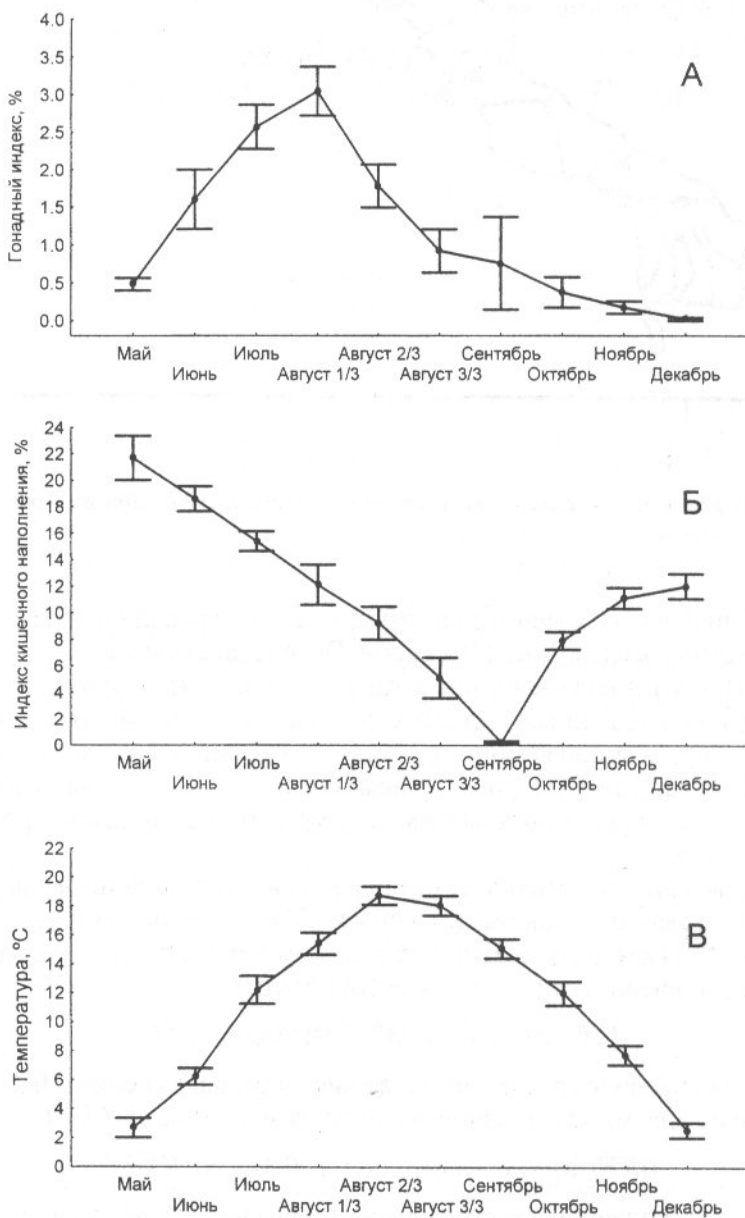 4.0
3.5
3.0
2.5
2.0
1.5
1.0
0.5
0.0
Гонадный индекс, %
А
Май Июль Август 2/3 Сентябрь Ноябрь
Июнь Август 1/3 Август 3/3 Октябрь Декабрь
24
22
20
18
16
14
12
10
8
6
4
2
0
Индекс кишечного наполнения, %
Б
Май Июль Август 2/3 Сентябрь Ноябрь
Июнь Август 1/3 Август 3/3 Октябрь Декабрь
22
20
18
16
14
12
10
8
6
4
2
0
Температура, ºС
В
Май Июль Август 2/3 Сентябрь Ноябрь
Июнь Август 1/3 Август 3/3 Октябрь Декабрь